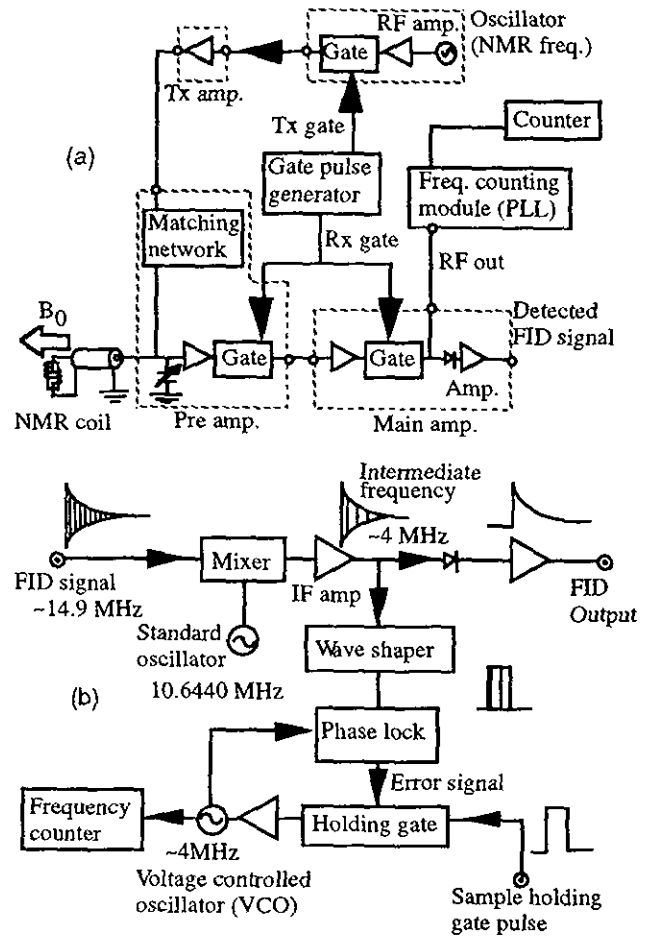 RF amp.
Oscillator
(NMR freq.)
Gate
Tx amp.
Tx gate
Counter
(a)
Gate pulse
generator
Freq. counting
module (PLL)
Matching
network
Rx gate
RF out
B0
Detected
FID signal
Gate
Gate
Amp.
NMR coil
Pre amp.
Main amp.
Intermediate
frequency
~4 MHz
Mixer
FID signal
~14.9 MHz
IF amp
FID
Output
Standard
oscillator
10.6440 MHz
Wave shaper
(b)
Phase lock
Error signal
Frequency
counter
Holding gate
~4MHz
Voltage controlled
oscillator (VCO)
Sample holding
gate pulse